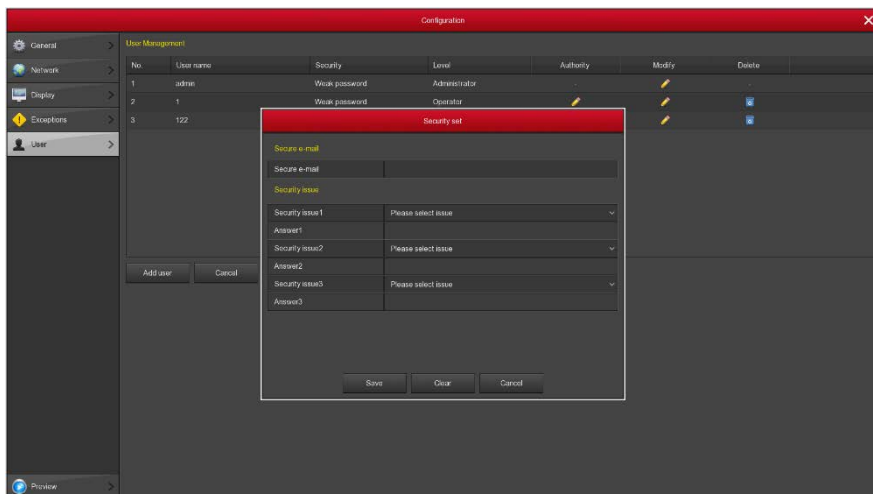 Configuration
General
User Management
No. User name Security Level Authority Modify Delete
Network
1 admin Weak password Administrator
Display
2 1 Weak password Operator
Exceptions
3 122
Security set
User
Secure e-mail
Secure e-mail
Security issue
Security issue1 Please select issue
Answer1
Security issue2 Please select issue
Answer2
Add user Cancel
Security issue3 Please select issue
Answer3
Save Clear Cancel
Preview